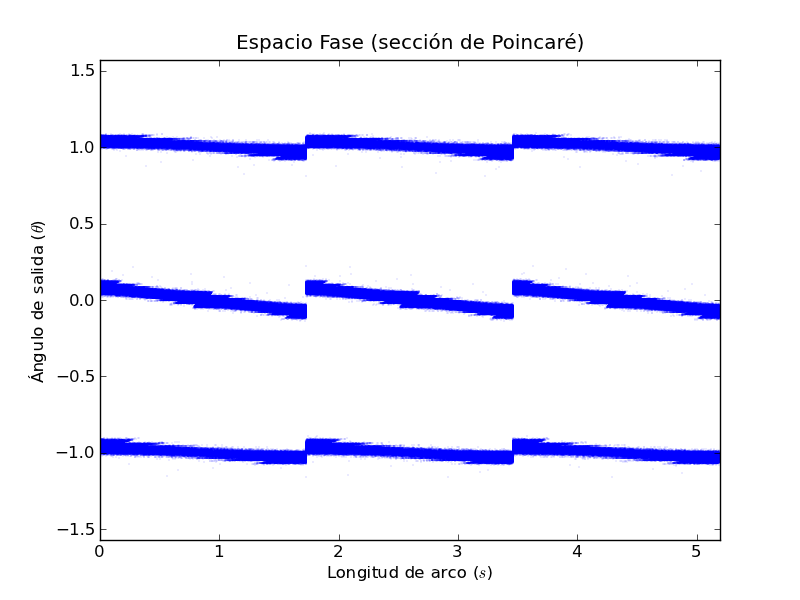 Espacio Fase (sección de Poincaré)
1.5
1.0
0.5
0.0
−0.5
−1.0
−1.5
Ángulo de salida (θ)
0 1 2 3 4 5
Longitud de arco (s)